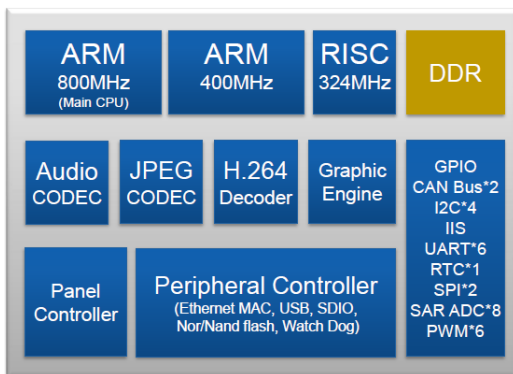 ARM
800MHz
(Main CPU)
ARM
400MHz
RISC
324MHz
DDR
Audio
CODEC
JPEG
CODEC
H.264
Decoder
Graphic
Engine
GPIO
CAN Bus*2
I2C*4
IIS
UART*6
RTC*1
SPI*2
SAR ADC*8
PWM*6
Panel
Controller
Peripheral Controller
(Ethernet MAC, USB, SDIO,
Nor/Nand flash, Watch Dog)